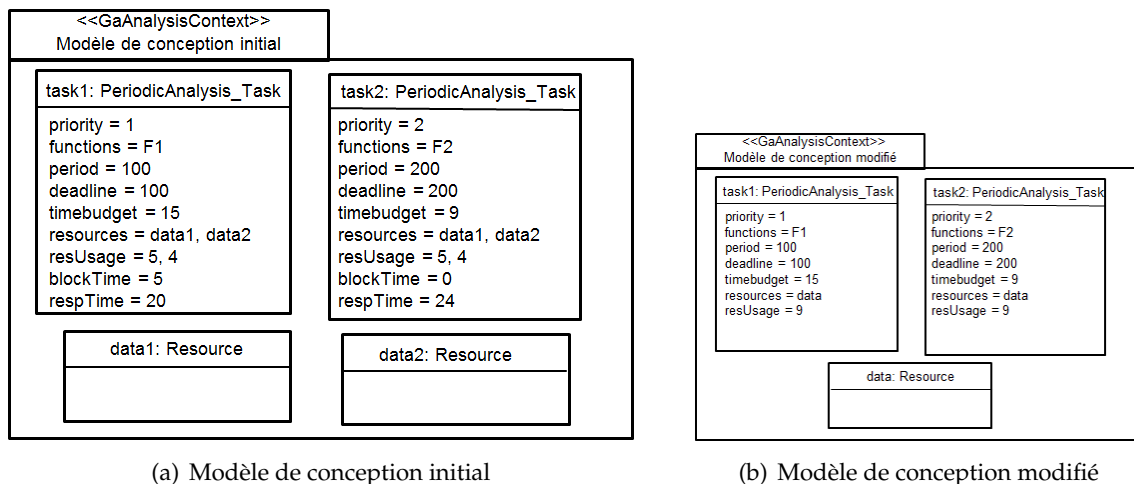 <<GaAnalysisContext>>
Modèle de conception initial
task1: PeriodicAnalysis_Task
priority = 1
functions = F1
period = 100
deadline = 100
timebudget = 15
resources = data1, data2
resUsage = 5, 4
blockTime = 5
respTime = 20
task2: PeriodicAnalysis_Task
priority = 2
functions = F2
period = 200
deadline = 200
timebudget = 9
resources = data1, data2
resUsage = 5, 4
blockTime = 0
respTime = 24
data1: Resource
data2: Resource
(a) Modèle de conception initial
<<GaAnalysisContext>>
Modèle de conception modifié
task1: PeriodicAnalysis_Task
priority = 1
functions = F1
period = 100
deadline = 100
timebudget = 15
resources = data
resUsage = 9
task2: PeriodicAnalysis_Task
priority = 2
functions = F2
period = 200
deadline = 200
timebudget = 9
resources = data
resUsage = 9
data: Resource
(b) Modèle de conception modifié